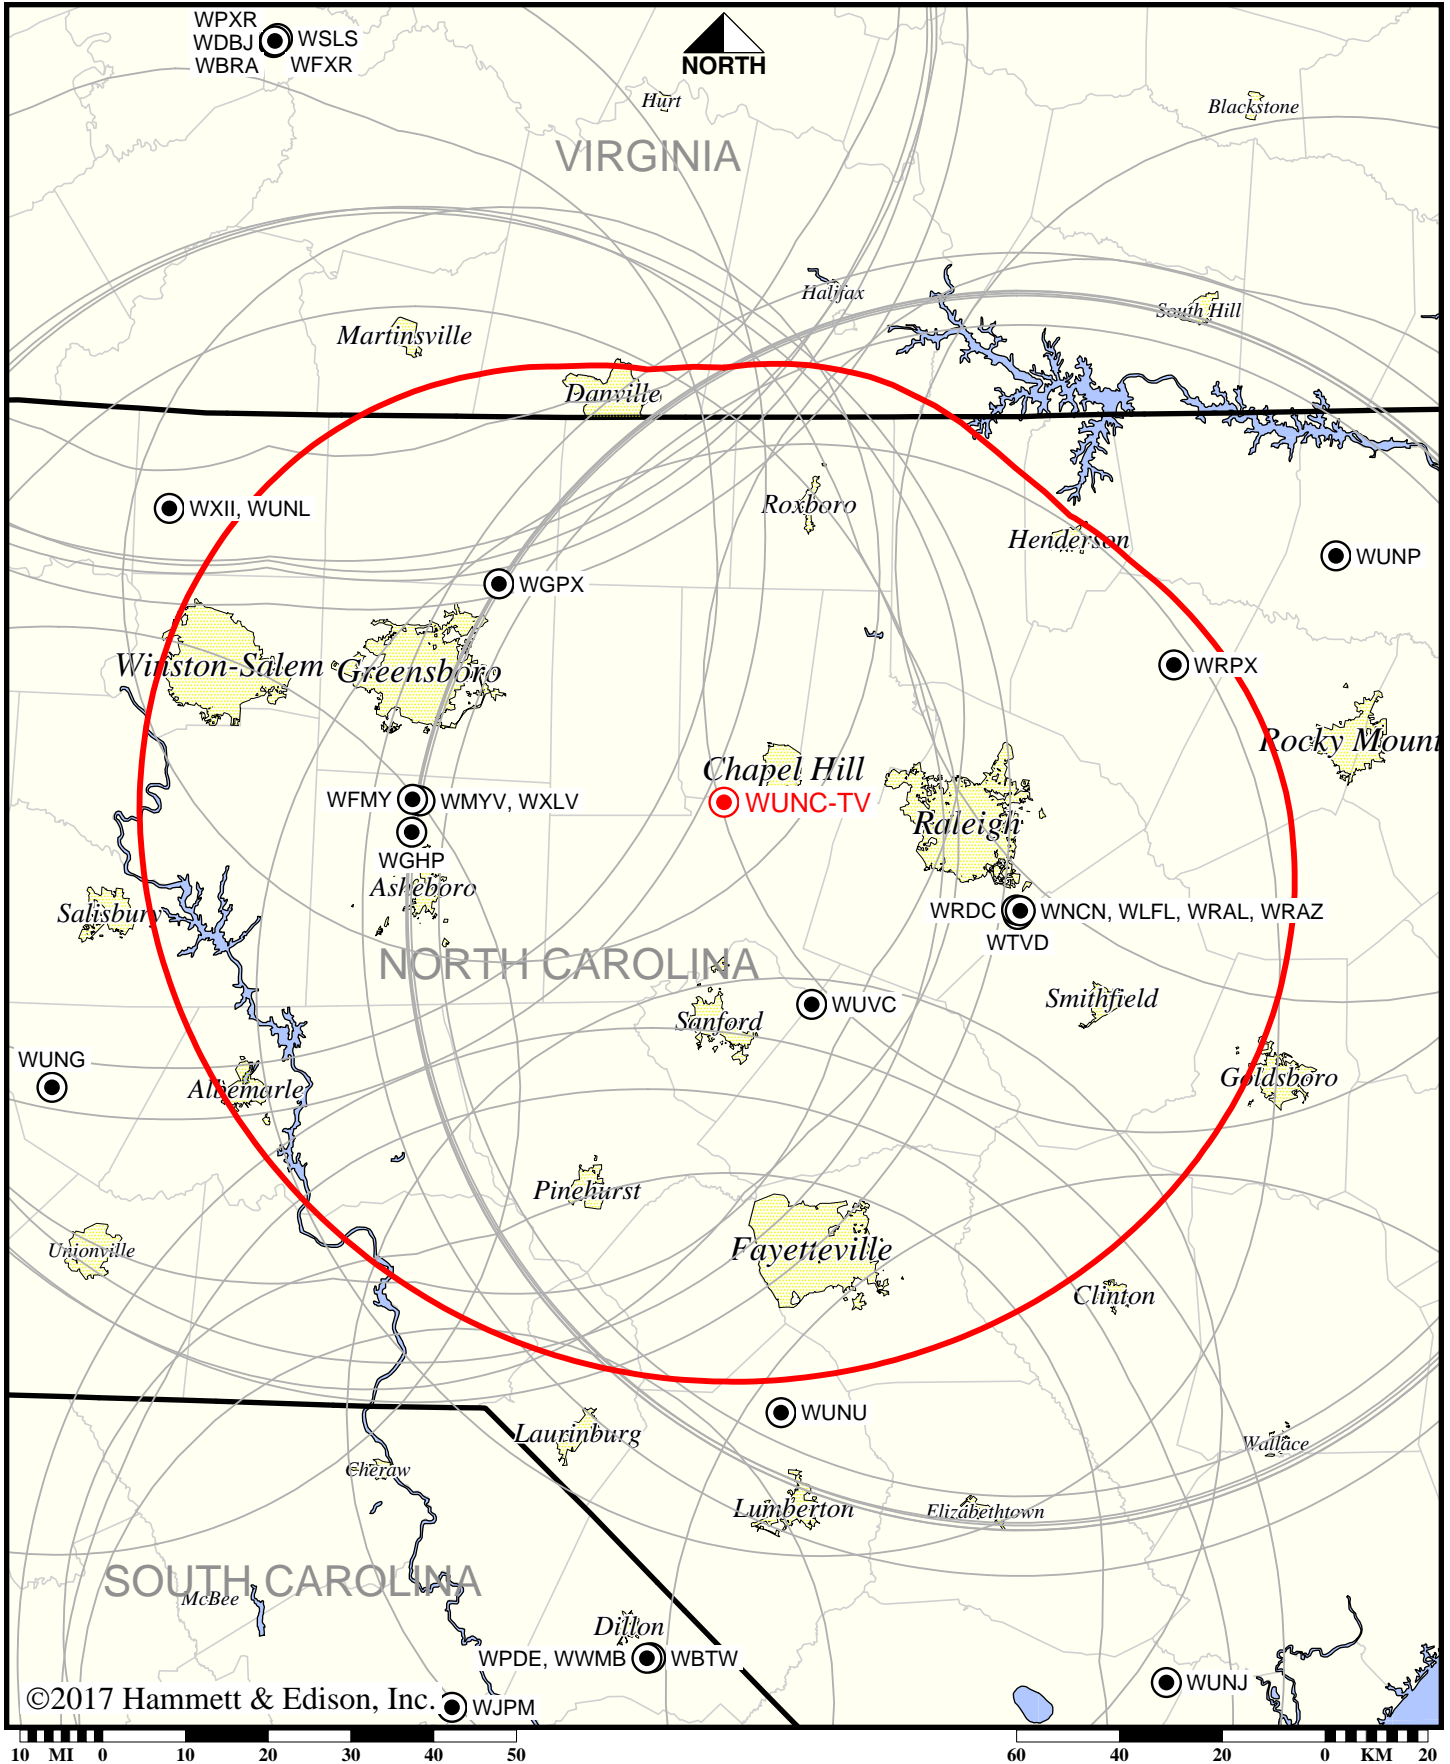 WPXR
WDBJ
WSLS
WBRA
WFXR
NORTH
Hurt
Blackstone
VIRGINIA
Halifax
South Hill
Martinsville
Danville
WXII, WUNL
Roxboro
Henderson
WUNP
WGPX
Winston-Salem
Greensboro
WRPX
Rocky Mount
Chapel Hill
WFMY
WMYV, WXLV
WUNC-TV
Raleigh
WGHP
Asheboro
Salisbury
WRDC
WNCN, WLFL, WRAL, WRAZ
WTVD
NORTH CAROLINA
Smithfield
WUVC
Sanford
WUNG
Albemarle
Goldsboro
Pinehurst
Unionville
Fayetteville
Clinton
WUNU
Laurinburg
Wallace
Cheraw
Lumberton
Elizabethtown
SOUTH CAROLINA
McBee
Dillon
WPDE, WWMB
WBTW
WUNJ
©2017 Hammett & Edison, Inc.
WJPM
10 MI 0 10 20 30 40 50
60 40 20 0 KM 20